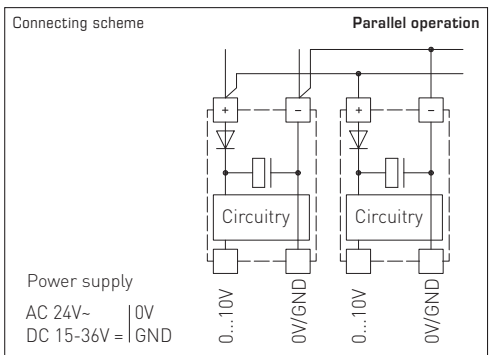 Connecting scheme
Parallel operation
+ − + −
Circuitry Circuitry
Power supply
AC 24V~ | 0V
DC 15-36V = | GND
0...10V
0V/GND
0...10V
0V/GND